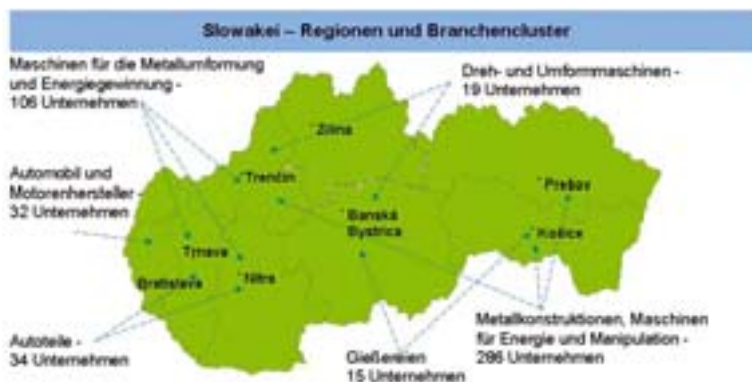 Slowakei – Regionen und Branchencluster
Maschinen für die Metallumformung
und Energiegewinnung -
106 Unternehmen
Dreh- und Umformmaschinen -
19 Unternehmen
Žilina
Trenčín
Automobil und
Motorenhersteller -
32 Unternehmen
Prešov
Banská
Bystrica
Košice
Trnava
Bratislava
Nitra
Autoteile -
34 Unternehmen
Gießereien
15 Unternehmen
Metallkonstruktionen, Maschinen
für Energie und Manipulation -
286 Unternehmen